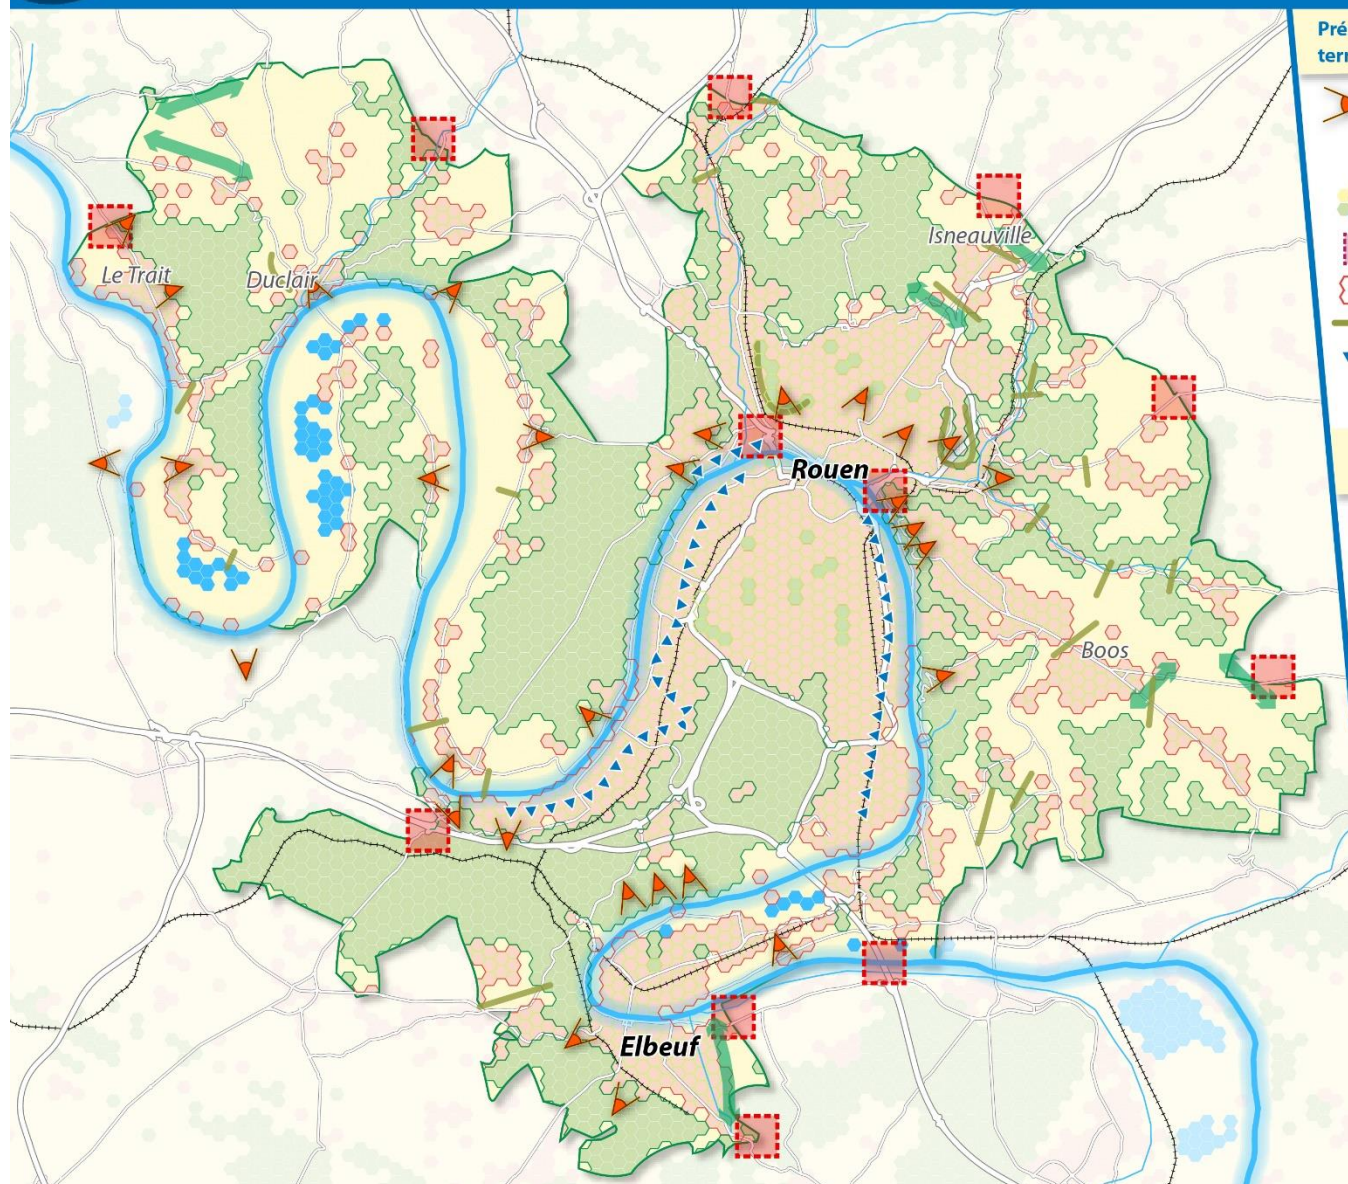 Pré
terr
Isneauville
Le Trait
Duclair
Rouen
Boos
Elbeuf